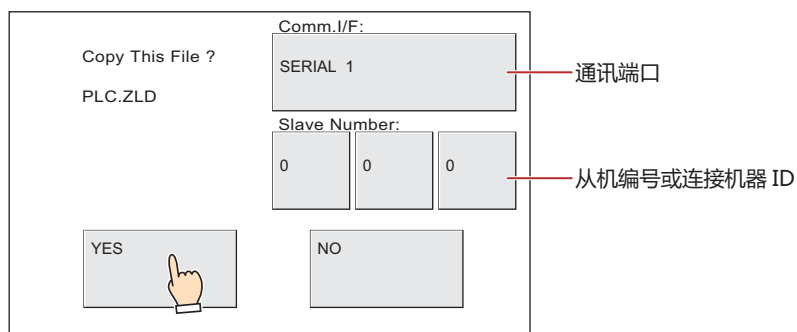 Comm.I/F:
Copy This File ?
SERIAL 1
通讯端口
PLC.ZLD
Slave Number:
0 0 0
从机编号或连接机器 ID
YES NO